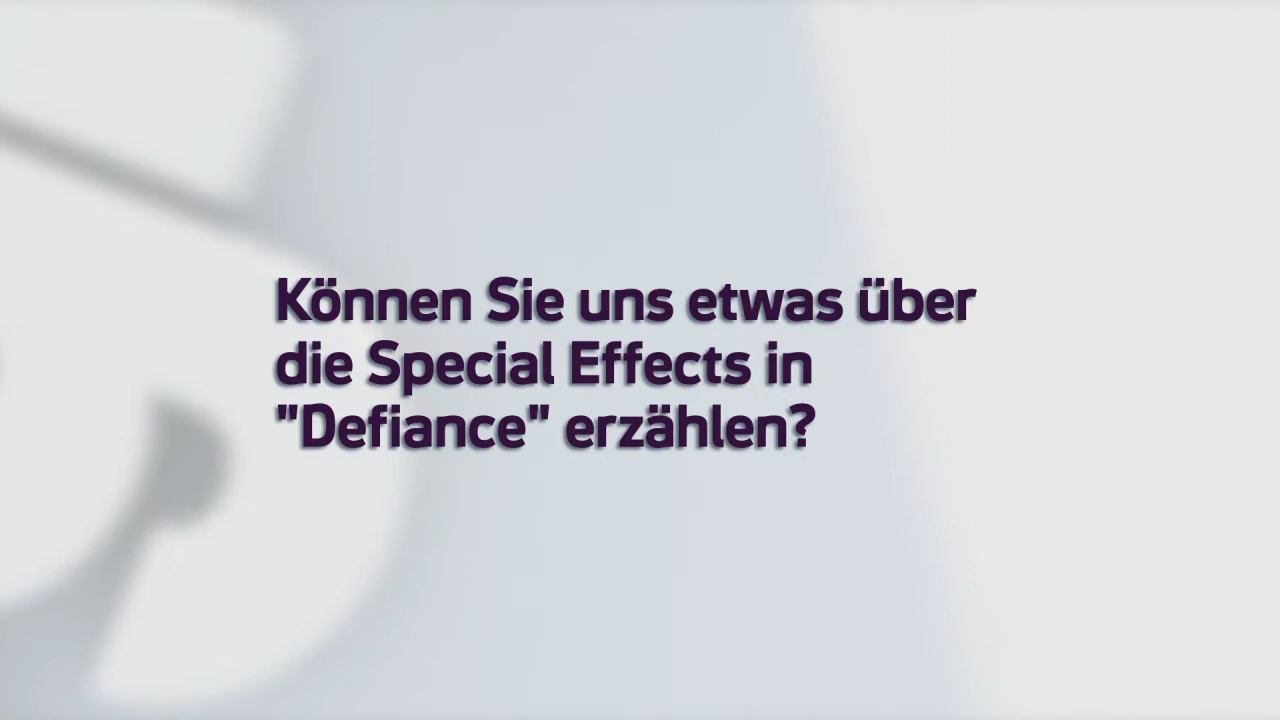 Können Sie uns etwas über
die Special Effects in
"Defiance" erzählen?